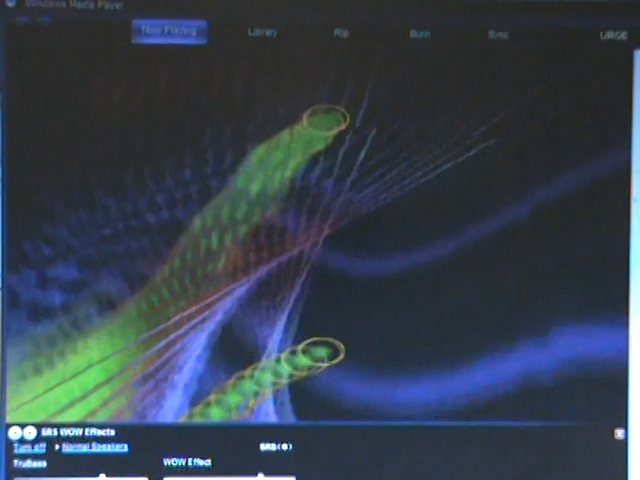 Windows Media Player
Now Playing Library Rip Burn Sync URGE
SRS WOW Effects
Turn off Normal Speakers SRS
TruBass WOW Effect